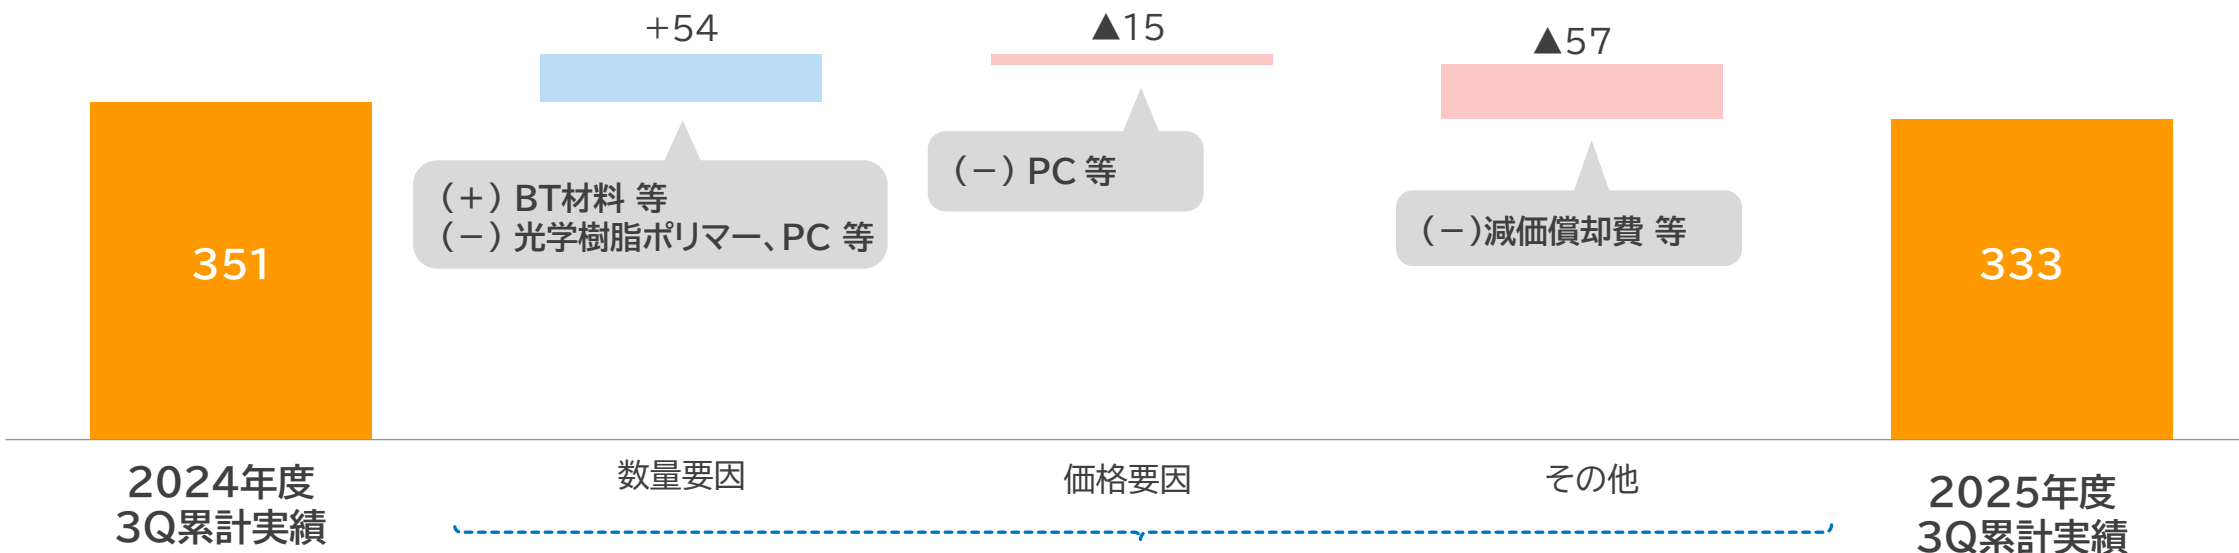 +54
▲15
▲57
(+) BT材料 等
(-) 光学樹脂ポリマー、PC 等
(-) PC 等
(-)減価償却費 等
351
333
2024年度
3Q累計実績
数量要因
価格要因
その他
2025年度
3Q累計実績